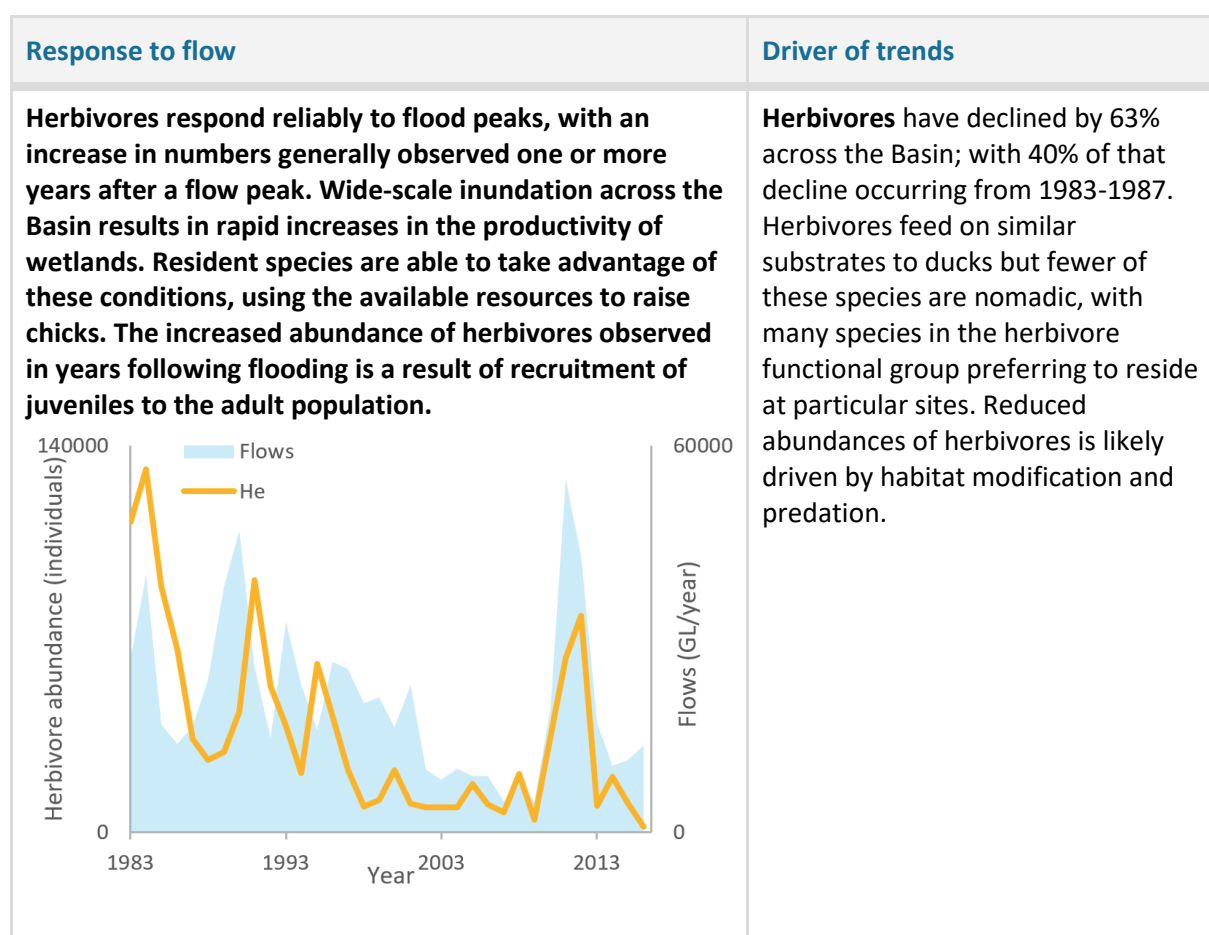 Response to flow
Driver of trends
Herbivores respond reliably to flood peaks, with an
increase in numbers generally observed one or more
years after a flow peak. Wide-scale inundation across the
Basin results in rapid increases in the productivity of
wetlands. Resident species are able to take advantage of
these conditions, using the available resources to raise
chicks. The increased abundance of herbivores observed
in years following flooding is a result of recruitment of
juveniles to the adult population.
140000
Flows
He
60000
Herbivore abundance (individuals)
Flows (GL/year)
0
0
1983
1993
2003
2013
Year
Herbivores have declined by 63%
across the Basin; with 40% of that
decline occurring from 1983-1987.
Herbivores feed on similar
substrates to ducks but fewer of
these species are nomadic, with
many species in the herbivore
functional group preferring to reside
at particular sites. Reduced
abundances of herbivores is likely
driven by habitat modification and
predation.